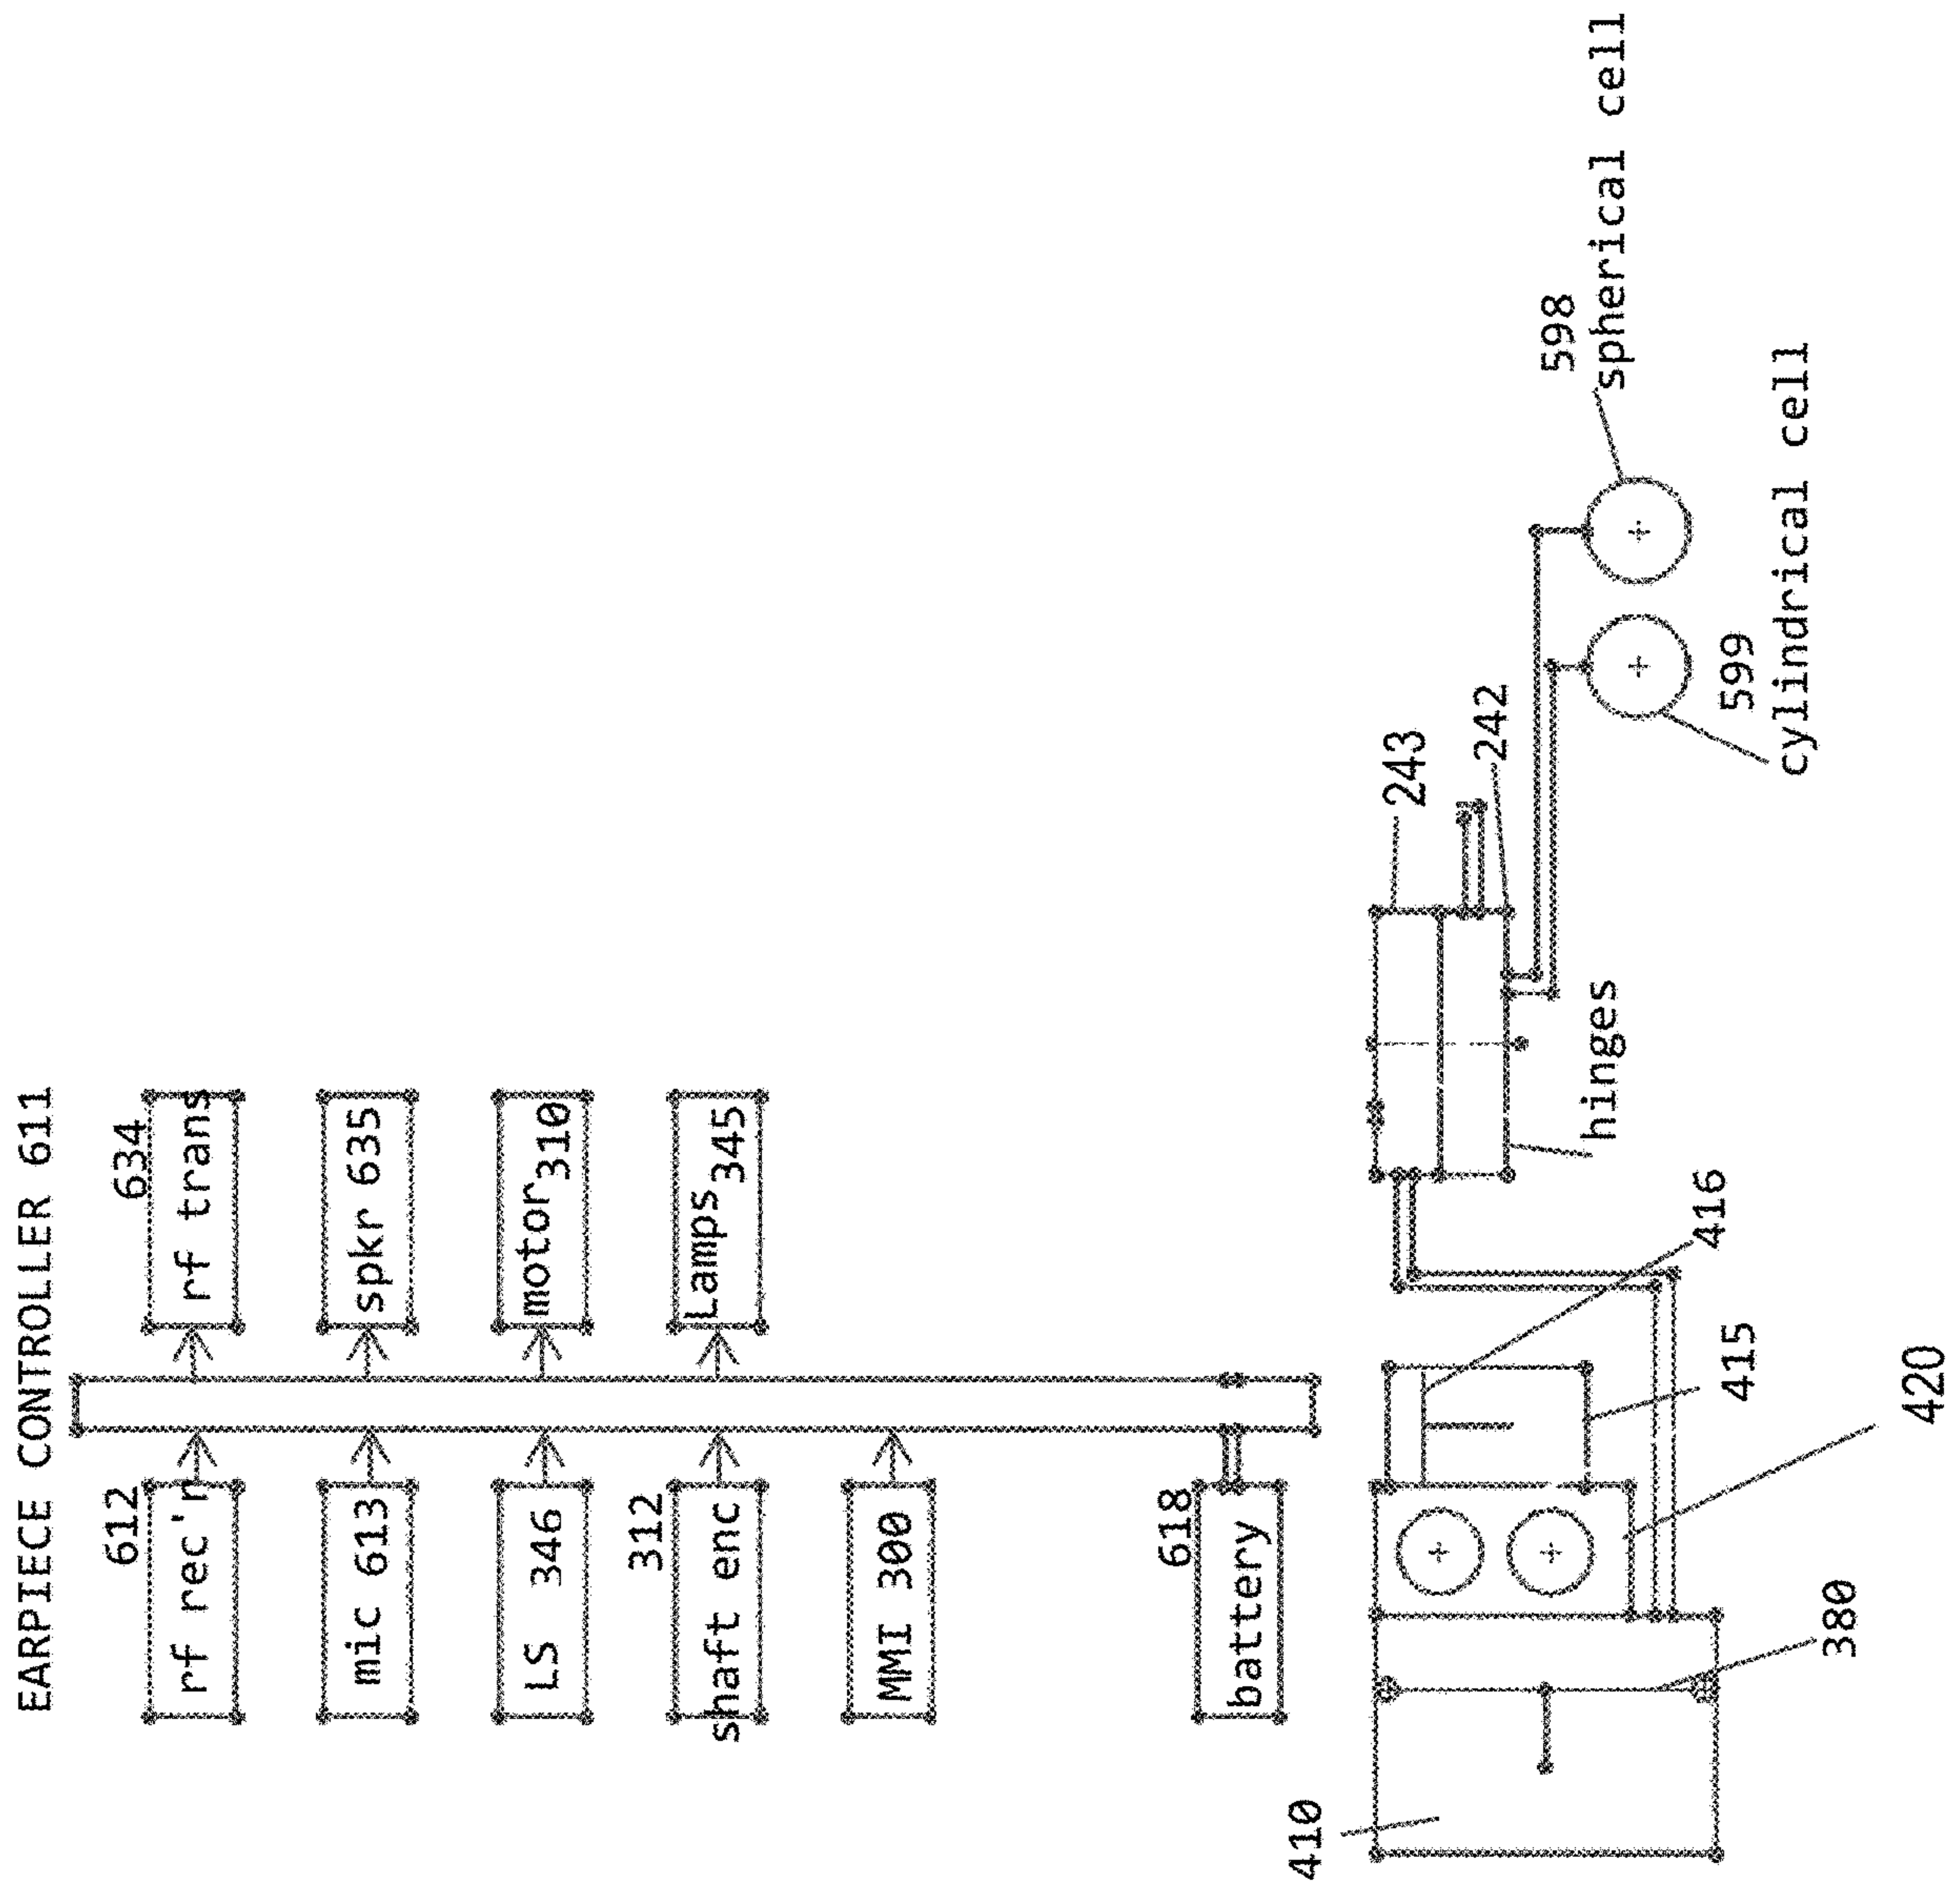 EARPIECE CONTROLLER 611
612
rf rec'n
634
rf trans
mic 613
spkr 635
LS 346
motor 310
312
shaft enc
Lamps 345
MMI 300
618
battery
410
243
242
598
spherical cell
hinges
416
599
cylindrical cell
415
380
420